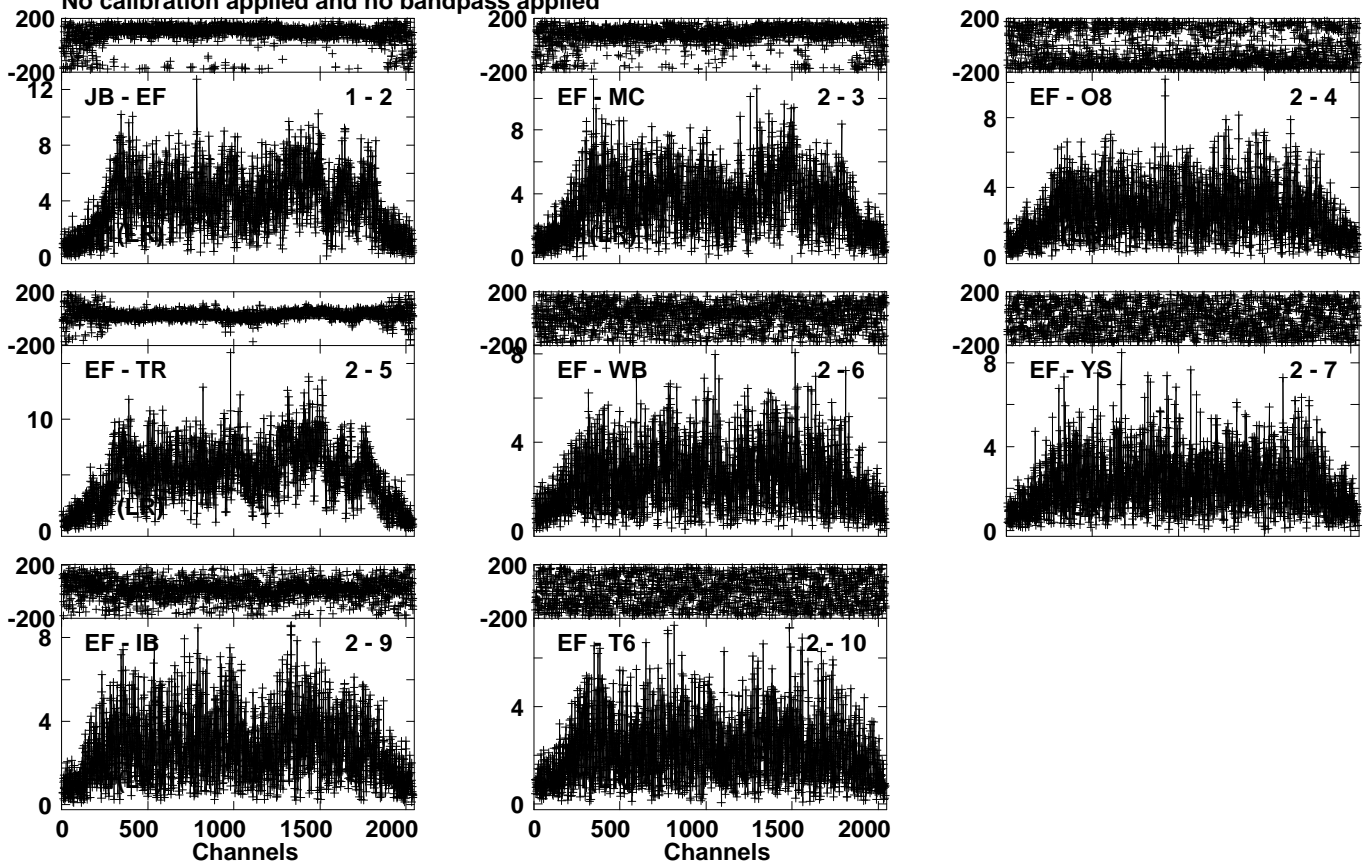 No calibration applied and no bandpass applied
200
-200
12
8
4
0
JB - EF 1 - 2
(LR)
200
-200
8
4
0
EF - MC 2 - 3
200
-200
8
4
0
EF - O8 2 - 4
200
-200
10
0
EF - TR 2 - 5
(LR)
200
-200
8
4
0
EF - WB 2 - 6
200
-200
8
4
0
EF - YS 2 - 7
200
-200
8
4
0
EF - IB 2 - 9
0 500 1000 1500 2000
Channels
200
-200
4
0
EF - T6 2 - 10
0 500 1000 1500 2000
Channels